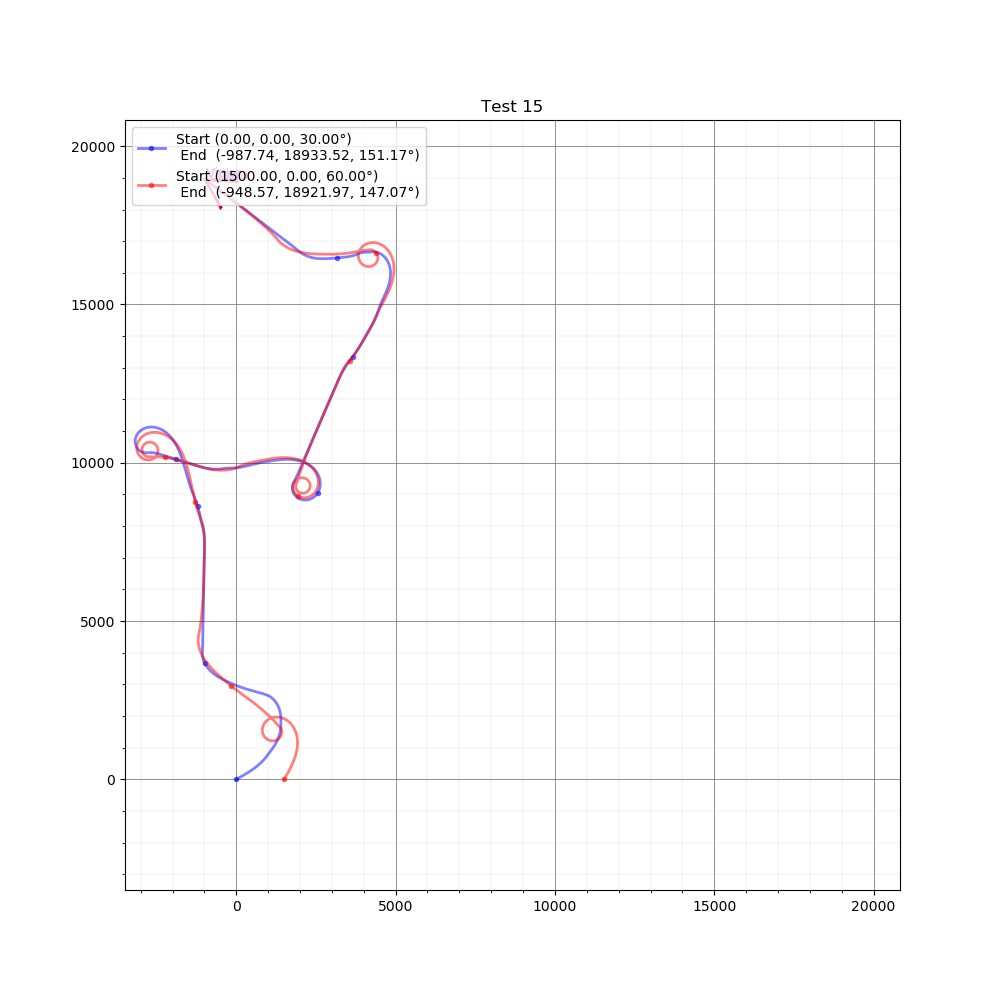 Test 15
Start (0.00, 0.00, 30.00°)
End (-987.74, 18933.52, 151.17°)
Start (1500.00, 0.00, 60.00°)
End (-948.57, 18921.97, 147.07°)
20000
15000
10000
5000
0
0 5000 10000 15000 20000